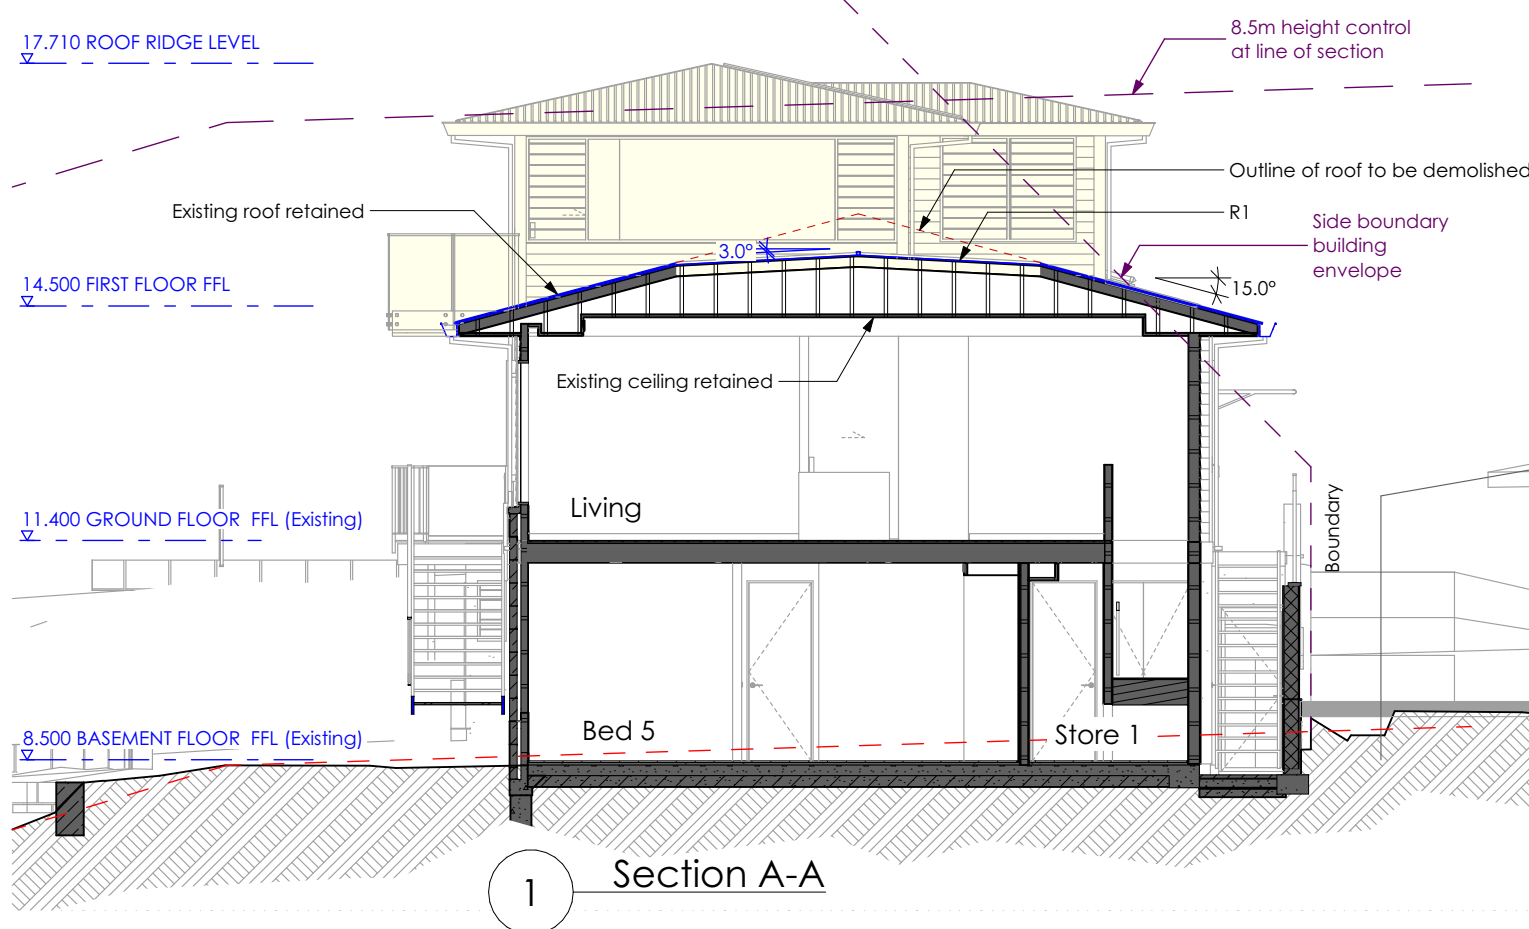 17.710 ROOF RIDGE LEVEL
8.5m height control
at line of section
Outline of roof to be demolished
Existing roof retained
R1
Side boundary
building
envelope
3.0°
14.500 FIRST FLOOR FFL
15.0°
Existing ceiling retained
Living
Boundary
11.400 GROUND FLOOR FFL (Existing)
Bed 5
Store 1
8.500 BASEMENT FLOOR FFL (Existing)
1
Section A-A